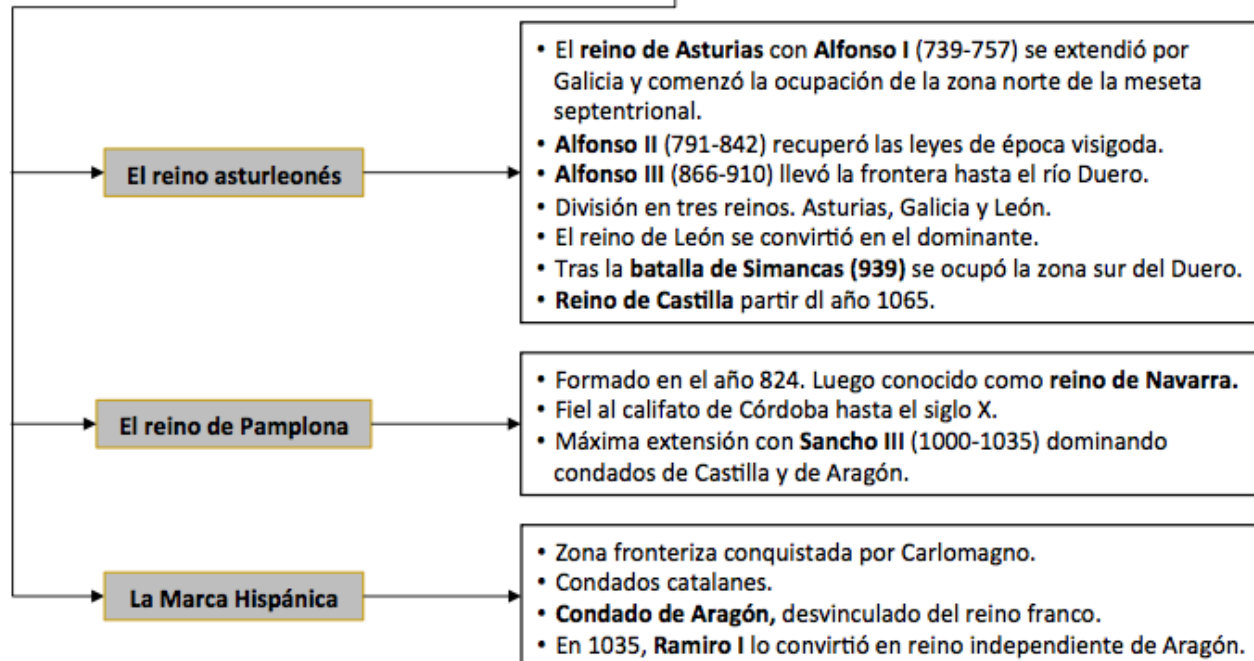 El reino asturleonés
• El reino de Asturias con Alfonso I (739-757) se extendió por
Galicia y comenzó la ocupación de la zona norte de la meseta
septentrional.
• Alfonso II (791-842) recuperó las leyes de época visigoda.
• Alfonso III (866-910) llevó la frontera hasta el río Duero.
• División en tres reinos. Asturias, Galicia y León.
• El reino de León se convirtió en el dominante.
• Tras la batalla de Simancas (939) se ocupó la zona sur del Duero.
• Reino de Castilla partir dl año 1065.
El reino de Pamplona
• Formado en el año 824. Luego conocido como reino de Navarra.
• Fiel al califato de Córdoba hasta el siglo X.
• Máxima extensión con Sancho III (1000-1035) dominando
condados de Castilla y de Aragón.
La Marca Hispánica
• Zona fronteriza conquistada por Carlomagno.
• Condados catalanes.
• Condado de Aragón, desvinculado del reino franco.
• En 1035, Ramiro I lo convirtió en reino independiente de Aragón.